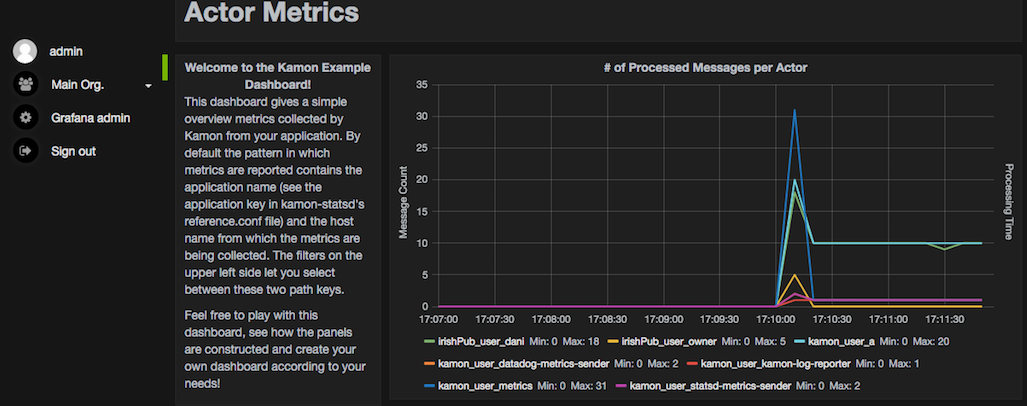 Actor Metrics
admin
Main Org.
Grafana admin
Sign out
Welcome to the Kamon Example
Dashboard!
This dashboard gives a simple
overview metrics collected by
Kamon from your application. By
default the pattern in which
metrics are reported contains the
application name (see the
application key in kamon-statsd's
reference.conf file) and the host
name from which the metrics are
being collected. The filters on the
upper left side let you select
between these two path keys.
Feel free to play with this
dashboard, see how the panels
are constructed and create your
own dashboard according to your
needs!
# of Processed Messages per Actor
Message Count
35
30
25
20
15
10
5
0
Processing Time
17:07:00 17:07:30 17:08:00 17:08:30 17:09:00 17:09:30 17:10:00 17:10:30 17:11:00 17:11:30
irishPub_user_dani Min: 0 Max: 18 irishPub_user_owner Min: 0 Max: 5 kamon_user_a Min: 0 Max: 20
kamon_user_datadog-metrics-sender Min: 0 Max: 2 kamon_user_kamon-log-reporter Min: 0 Max: 1
kamon_user_metrics Min: 0 Max: 31 kamon_user_statsd-metrics-sender Min: 0 Max: 2